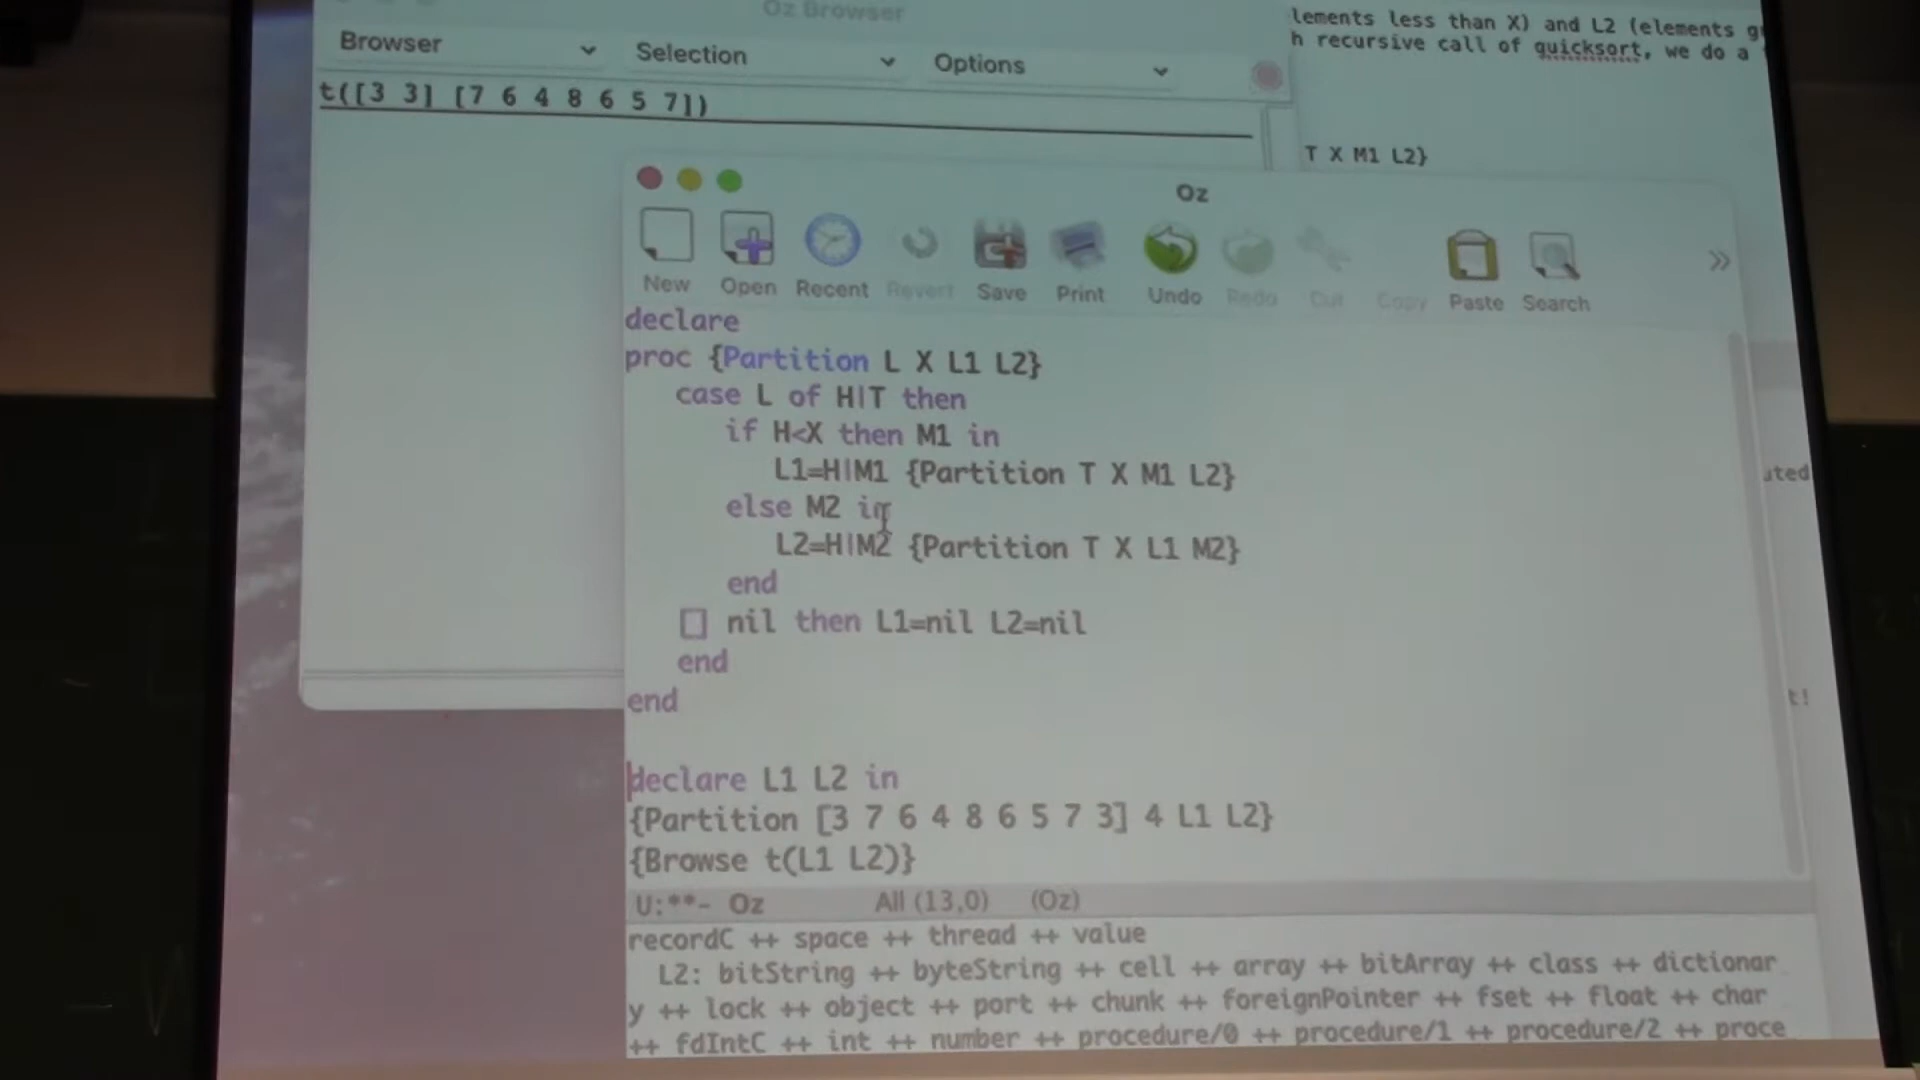 Oz Browser
Browser Selection Options
t([3 3] [7 6 4 8 6 5 7])
lements less than X) and L2 (elements g
h recursive call of quicksort, we do a
T X M1 L2}
Oz
New Open Recent Revert Save Print Undo Redo Cut Copy Paste Search
declare
proc {Partition L X L1 L2}
case L of H|T then
if H<X then M1 in
L1=H|M1 {Partition T X M1 L2}
else M2 in
L2=H|M2 {Partition T X L1 M2}
end
[] nil then L1=nil L2=nil
end
end
declare L1 L2 in
{Partition [3 7 6 4 8 6 5 7 3] 4 L1 L2}
{Browse t(L1 L2)}
U:**- Oz All (13,0) (Oz)
recordC ++ space ++ thread ++ value
L2: bitString ++ byteString ++ cell ++ array ++ bitArray ++ class ++ dictionar
y ++ lock ++ object ++ port ++ chunk ++ foreignPointer ++ fset ++ float ++ char
++ fdIntC ++ int ++ number ++ procedure/0 ++ procedure/1 ++ procedure/2 ++ proce
ated
t!